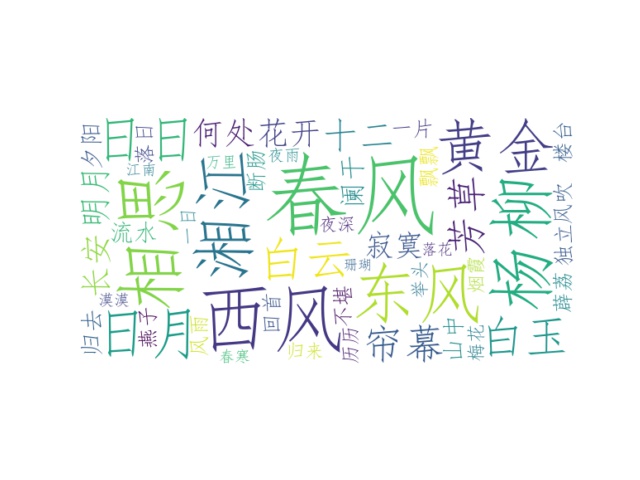 夕阳
日日
落日
何处
花开
十二
一片
黄金
楼台
明月
江南
相思
万里
湘江
断肠
夜雨
春风
阑干
飘飘
芳草
杨柳
风吹
长安
流水
一日
白云
夜深
寂寞
落花
独立
漠漠
珊瑚
东风
举头
烟霞
薜荔
归去
日月
燕子
风雨
西风
回首
不堪
历历
春寒
归来
帘幕
山中
梅花
白玉